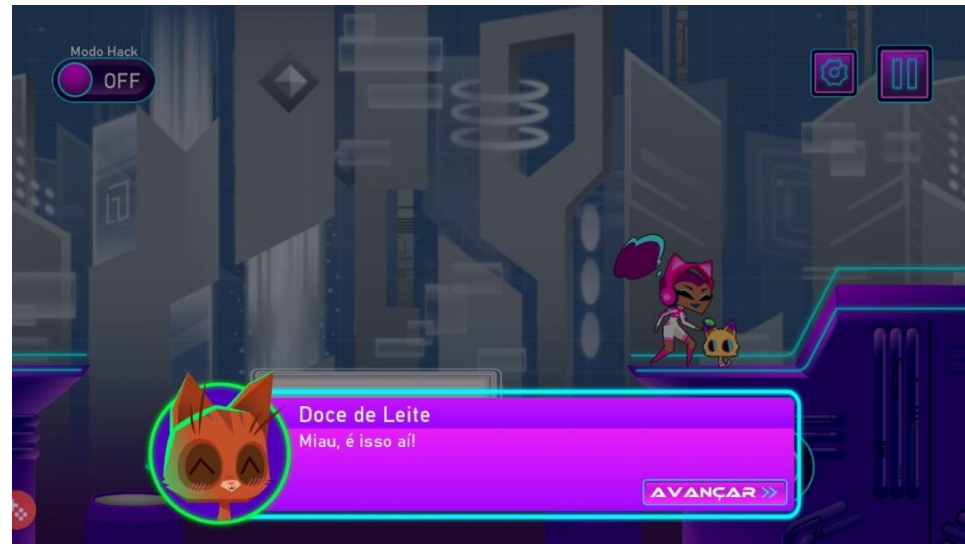 Modo Hack
OFF
Doce de Leite
Miau, é isso aí!
AVANÇAR